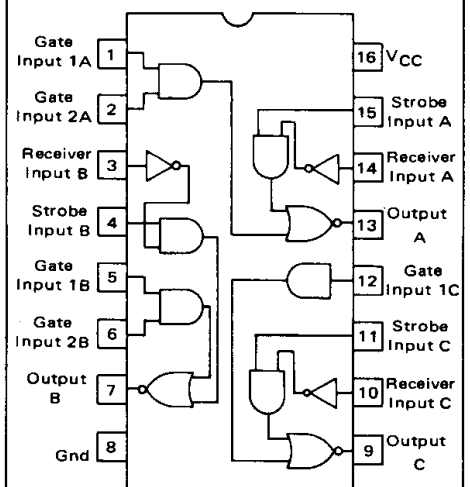 Gate
Input 1A
1
Gate
Input 2A
2
Receiver
Input B
3
Strobe
Input B
4
Gate
Input 1B
5
Gate
Input 2B
6
Output
B
7
Gnd
8
16
VCC
15
Strobe
Input A
14
Receiver
Input A
13
Output
A
12
Gate
Input 1C
11
Strobe
Input C
10
Receiver
Input C
9
Output
C